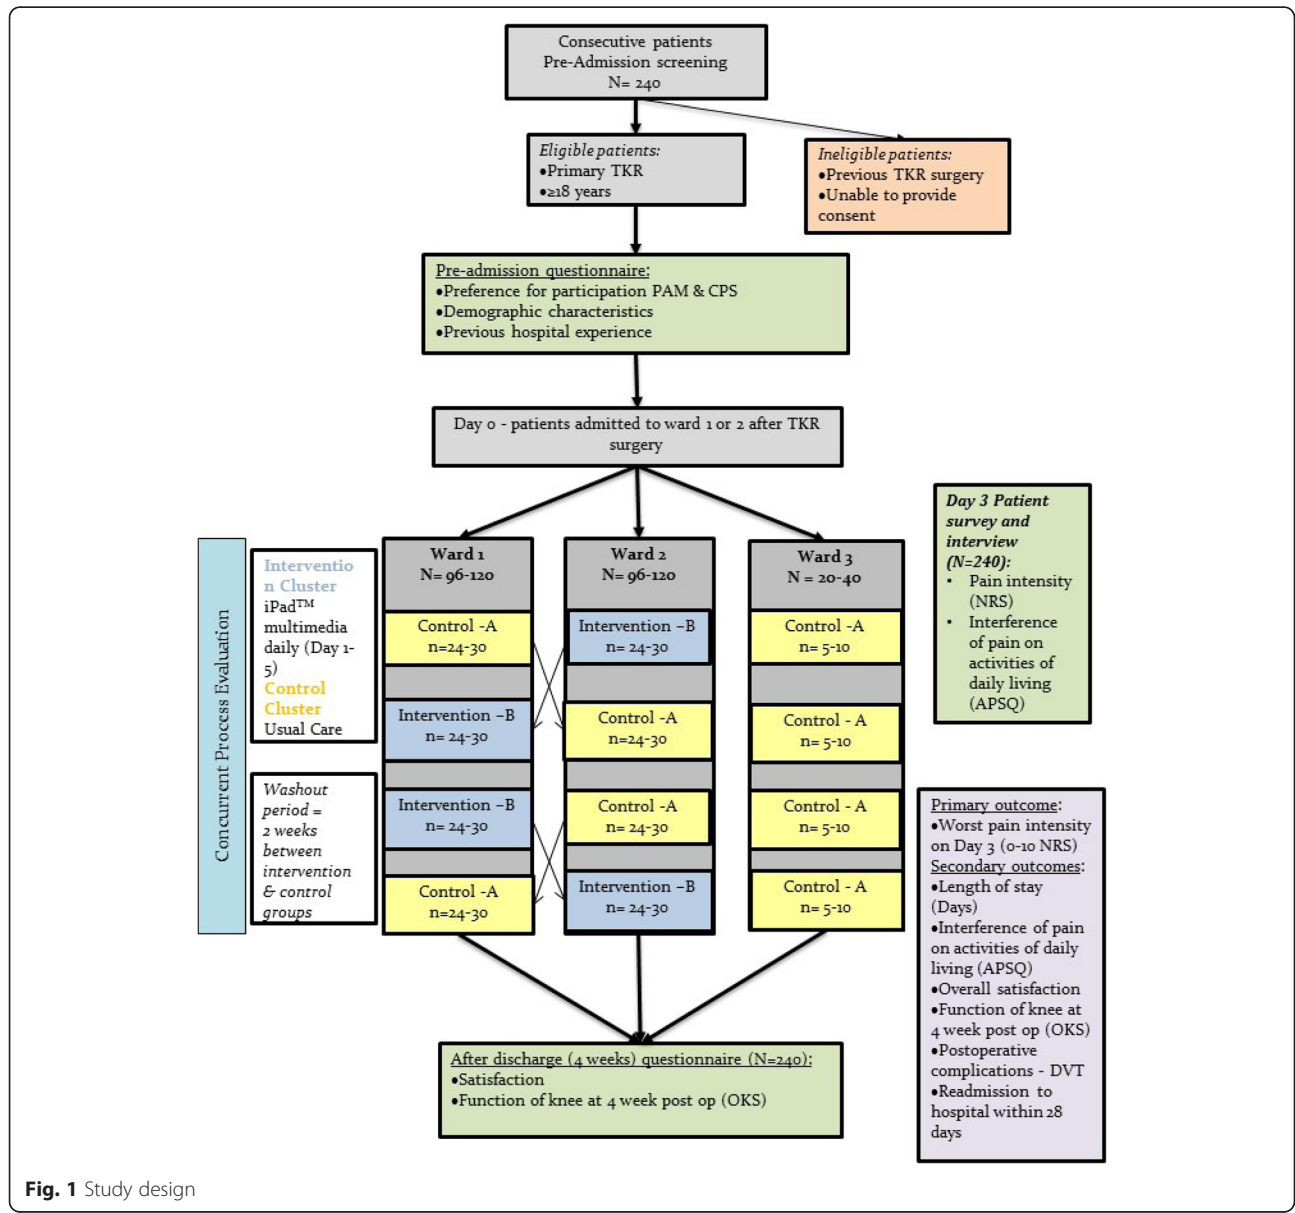 Consecutive patients
Pre-Admission screening
N= 240
Eligible patients:
•Primary TKR
•≥18 years
Ineligible patients:
•Previous TKR surgery
•Unable to provide
consent
Pre-admission questionnaire:
•Preference for participation PAM & CPS
•Demographic characteristics
•Previous hospital experience
Day 0 - patients admitted to ward 1 or 2 after TKR
surgery
Concurrent Process Evaluation
Interventio
n Cluster
iPad™
multimedia
daily (Day 1-
5)
Control
Cluster
Usual Care
Washout
period =
2 weeks
between
intervention
& control
groups
Ward 1
N= 96-120
Control -A
n=24-30
Intervention –B
n= 24-30
Intervention –B
n= 24-30
Control -A
n=24-30
Ward 2
N= 96-120
Intervention –B
n= 24-30
Control -A
n=24-30
Control -A
n= 24-30
Intervention –B
n= 24-30
Ward 3
N = 20-40
Control -A
n= 5-10
Control - A
n= 5-10
Control - A
n= 5-10
Control - A
n= 5-10
Day 3 Patient
survey and
interview
(N=240):
• Pain intensity
(NRS)
• Interference
of pain on
activities of
daily living
(APSQ)
Primary outcome:
•Worst pain intensity
on Day 3 (0-10 NRS)
Secondary outcomes:
•Length of stay
(Days)
•Interference of pain
on activities of daily
living (APSQ)
•Overall satisfaction
•Function of knee at
4 week post op (OKS)
•Postoperative
complications - DVT
•Readmission to
hospital within 28
days
After discharge (4 weeks) questionnaire (N=240):
•Satisfaction
•Function of knee at 4 week post op (OKS)
Fig. 1 Study design